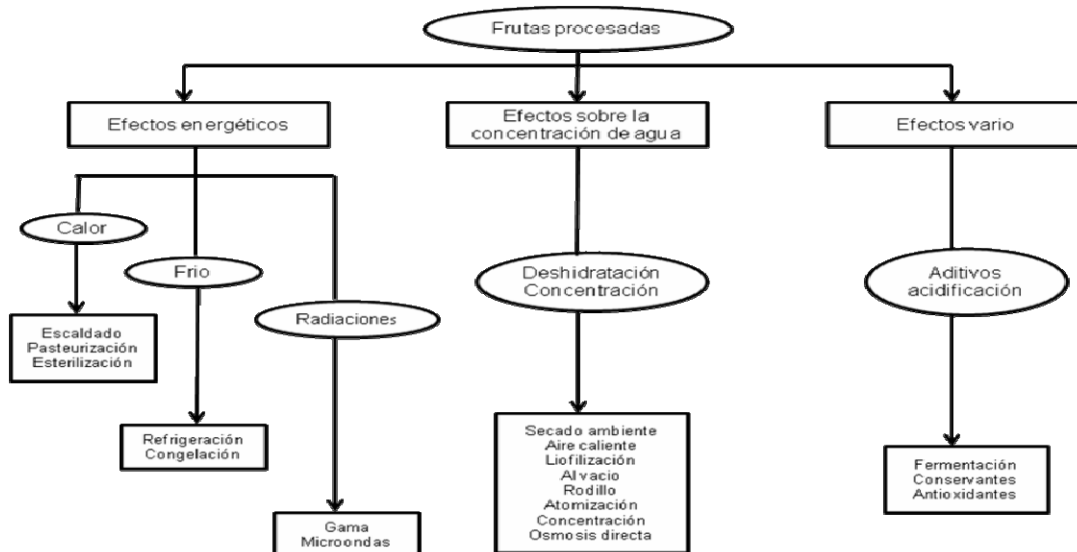 Frutas procesadas
Efectos energéticos
Efectos sobre la
concentración de agua
Efectos vario
Calor
Frio
Radiaciones
Deshidratación
Concentración
Aditivos
acidificación
Escaldado
Pasteurización
Esterilización
Refrigeración
Congelación
Gama
Microondas
Secado ambiente
Aire caliente
Liofilización
Al vacio
Rodillo
Atomización
Concentración
Osmosis directa
Fermentación
Conservantes
Antioxidantes